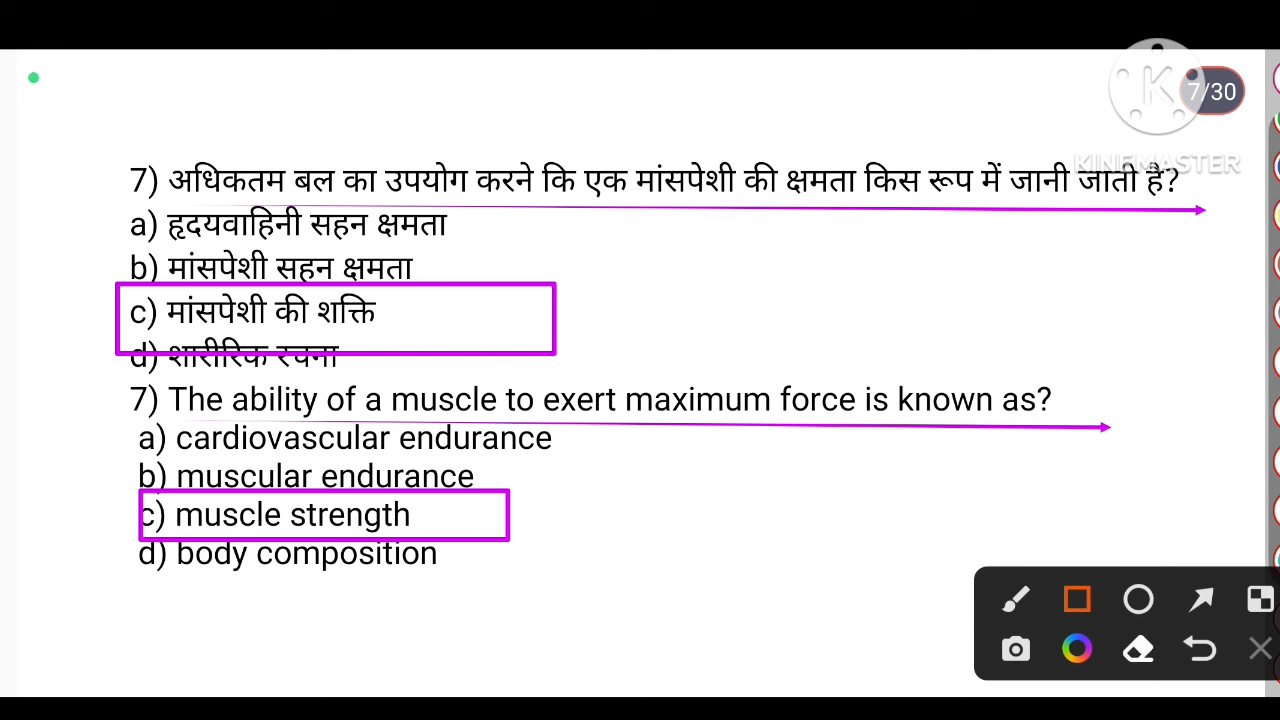 7/30
K
KINEMASTER
7) अधिकतम बल का उपयोग करने कि एक मांसपेशी की क्षमता किस रूप में जानी जाती है?
a) हृदयवाहिनी सहन क्षमता
b) मांसपेशी सहन क्षमता
c) मांसपेशी की शक्ति
d) शारीरिक रचना
7) The ability of a muscle to exert maximum force is known as?
a) cardiovascular endurance
b) muscular endurance
c) muscle strength
d) body composition